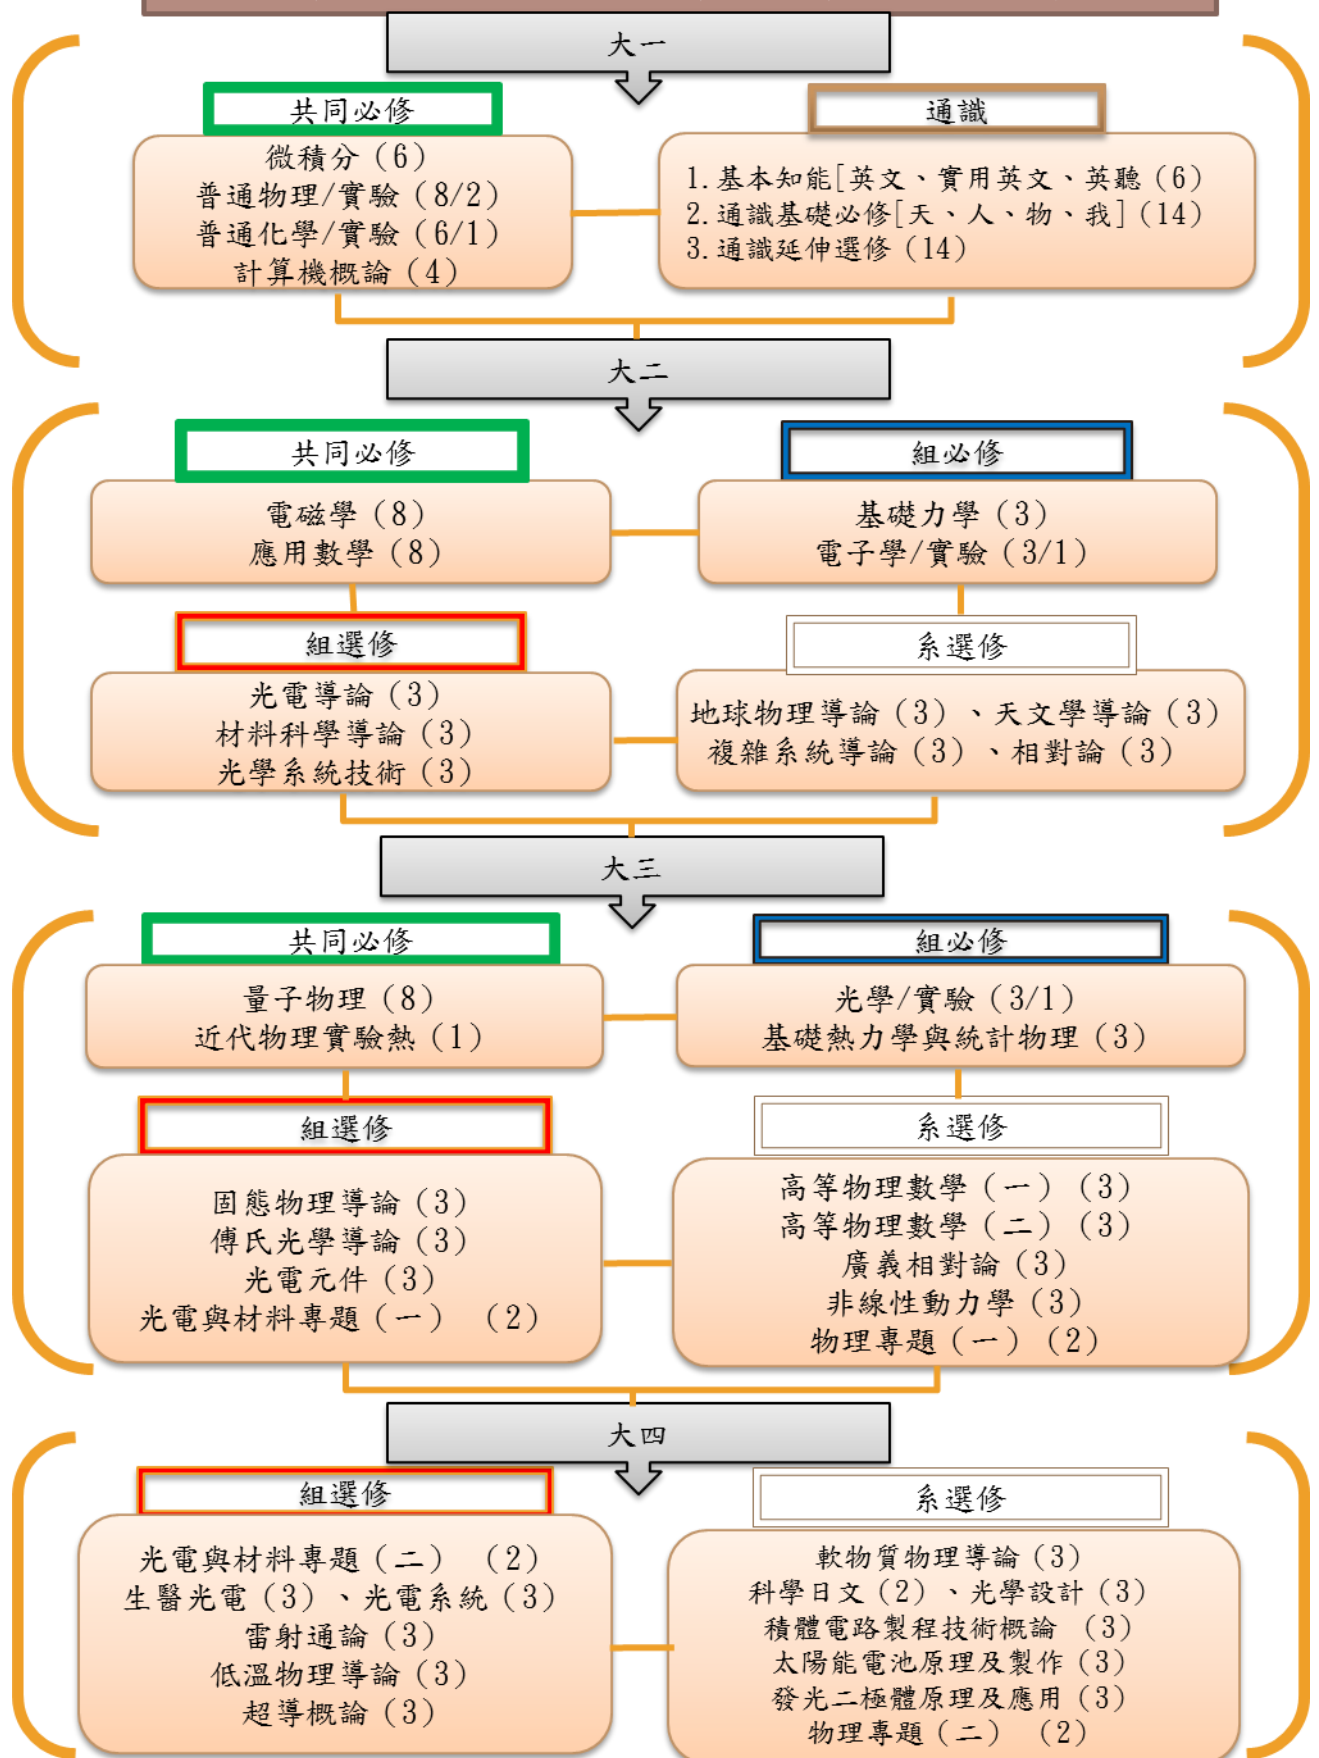 大一
共同必修
微積分（6）
普通物理/實驗（8/2）
普通化學/實驗（6/1）
計算機概論（4）
通識
1.基本知能[英文、實用英文、英聽（6）
2.通識基礎必修[天、人、物、我]（14）
3.通識延伸選修（14）
大二
共同必修
電磁學（8）
應用數學（8）
組必修
基礎力學（3）
電子學/實驗（3/1）
組選修
光電導論（3）
材料科學導論（3）
光學系統技術（3）
系選修
地球物理導論（3）、天文學導論（3）
複雜系統導論（3）、相對論（3）
大三
共同必修
量子物理（8）
近代物理實驗熱（1）
組必修
光學/實驗（3/1）
基礎熱力學與統計物理（3）
組選修
固態物理導論（3）
傅氏光學導論（3）
光電元件（3）
光電與材料專題（一）（2）
系選修
高等物理數學（一）（3）
高等物理數學（二）（3）
廣義相對論（3）
非線性動力學（3）
物理專題（一）（2）
大四
組選修
光電與材料專題（二）（2）
生醫光電（3）、光電系統（3）
雷射通論（3）
低溫物理導論（3）
超導概論（3）
系選修
軟物質物理導論（3）
科學日文（2）、光學設計（3）
積體電路製程技術概論（3）
太陽能電池原理及製作（3）
發光二極體原理及應用（3）
物理專題（二）（2）